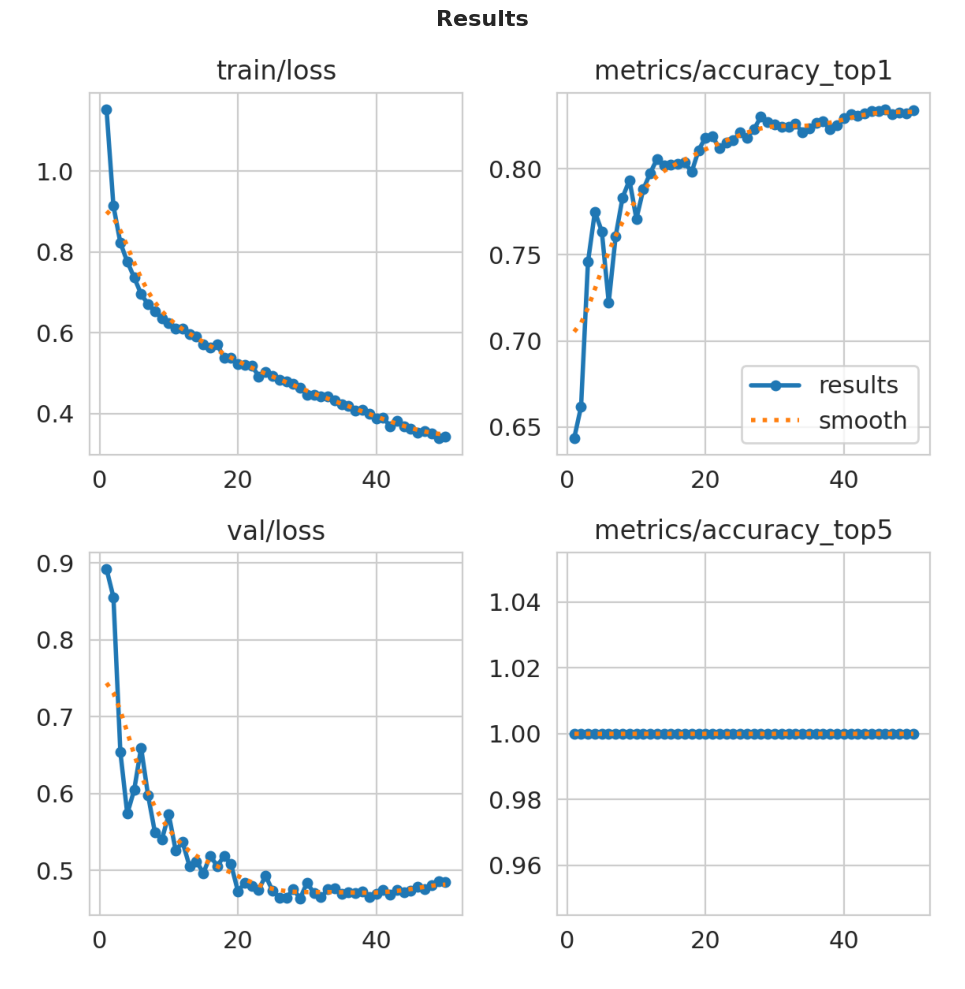 Results
train/loss
1.0
0.8
0.6
0.4
0 20 40
metrics/accuracy_top1
0.80
0.75
0.70
0.65
results
smooth
0 20 40
val/loss
0.9
0.8
0.7
0.6
0.5
0 20 40
metrics/accuracy_top5
1.04
1.02
1.00
0.98
0.96
0 20 40